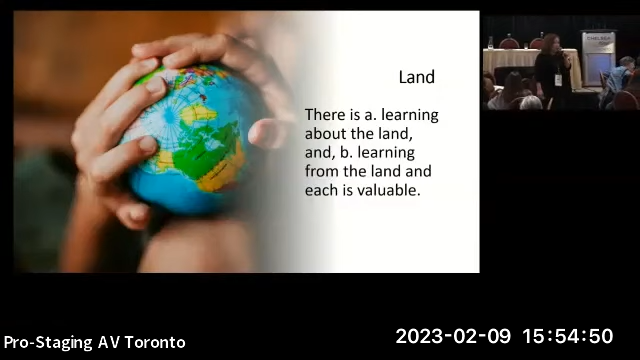 Land
There is a. learning
about the land,
and, b. learning
from the land and
each is valuable.
CHELSEA
Pro-Staging AV Toronto
2023-02-09 15:54:50